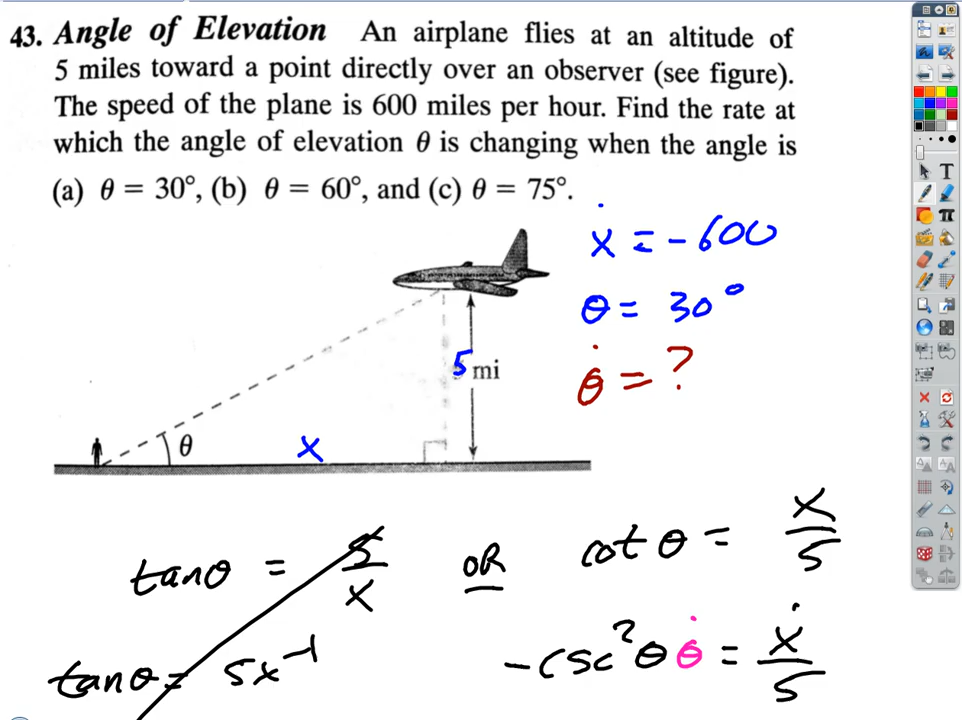 43. Angle of Elevation An airplane flies at an altitude of
5 miles toward a point directly over an observer (see figure).
The speed of the plane is 600 miles per hour. Find the rate at
which the angle of elevation θ is changing when the angle is
(a) θ = 30°, (b) θ = 60°, and (c) θ = 75°.
ẋ = -600
θ = 30°
θ̇ = ?
5 mi
θ
x
tanθ = 5/x OR cot θ = x/5
tanθ = 5x⁻¹
-csc²θ θ̇ = ẋ/5
T
π